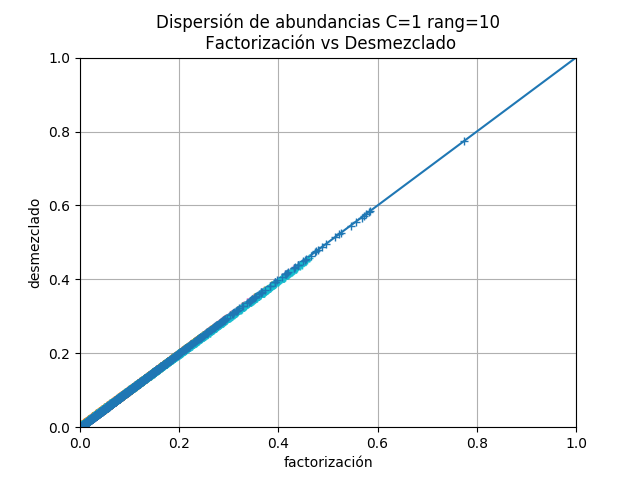 Dispersión de abundancias C=1 rang=10
Factorización vs Desmezclado
1.0
0.8
0.6
0.4
0.2
0.0
desmezclado
0.0 0.2 0.4 0.6 0.8 1.0
factorización